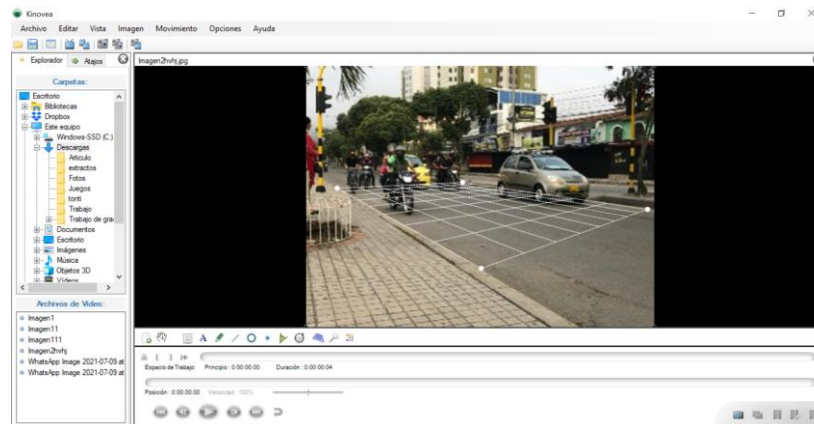 Kinovea
Archivo Editar Vista Imagen Movimiento Opciones Ayuda
Explorador Atajos
Imagen2hvhj.jpg
Carpetas:
Escritorio
Bibliotecas
Dropbox
Este equipo
Windows-SSD (C:)
Descargas
Articulo
extractos
Fotos
Juegos
tonti
Trabajo
Trabajo de gra
Documentos
Escritorio
Imágenes
Música
Objetos 3D
Vídeos
Archivos de Video:
Imagen1
Imagen11
Imagen111
Imagen2hvhj
WhatsApp Image 2021-07-09 at
WhatsApp Image 2021-07-09 at
Espacio de Trabajo: Principio : 0:00:00:00 Duración : 0:00:00:04
Posición : 0:00:00:00 Velocidad : 100%